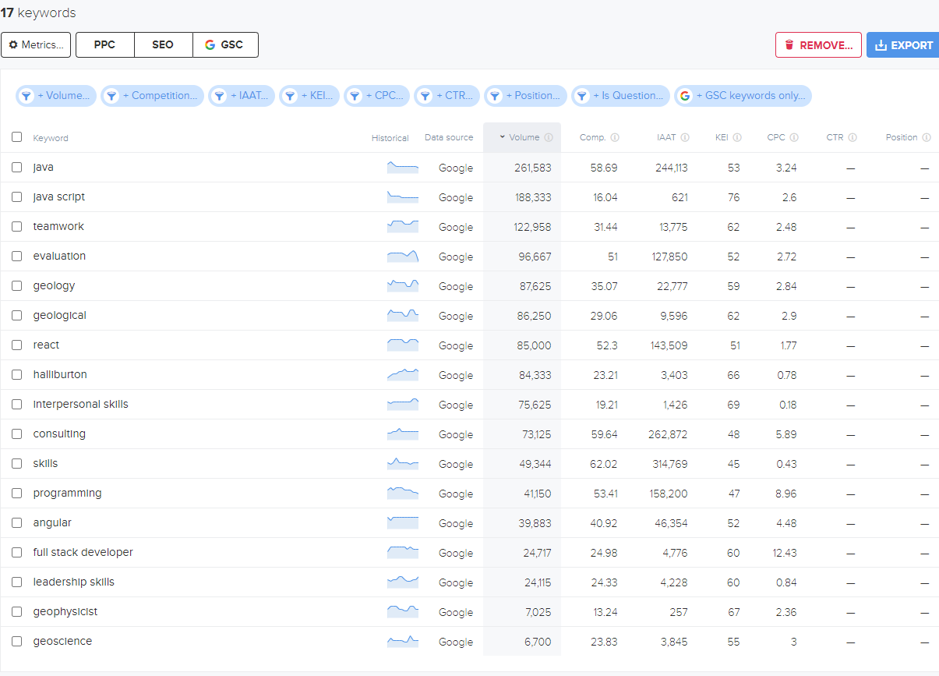 17 keywords
Metrics... PPC SEO GSC REMOVE... EXPORT
+ Volume... + Competition... + IAAT... + KEI... + CPC... + CTR... + Position... + Is Question... + GSC keywords only...
Keyword Historical Data source Volume Comp. IAAT KEI CPC CTR Position
java Google 261,583 58.69 244,113 53 3.24 — —
java script Google 188,333 16.04 621 76 2.6 — —
teamwork Google 122,958 31.44 13,775 62 2.48 — —
evaluation Google 96,667 51 127,850 52 2.72 — —
geology Google 87,625 35.07 22,777 59 2.84 — —
geological Google 86,250 29.06 9,596 62 2.9 — —
react Google 85,000 52.3 143,509 51 1.77 — —
halliburton Google 84,333 23.21 3,403 66 0.78 — —
interpersonal skills Google 75,625 19.21 1,426 69 0.18 — —
consulting Google 73,125 59.64 262,872 48 5.89 — —
skills Google 49,344 62.02 314,769 45 0.43 — —
programming Google 41,150 53.41 158,200 47 8.96 — —
angular Google 39,883 40.92 46,354 52 4.48 — —
full stack developer Google 24,717 24.98 4,776 60 12.43 — —
leadership skills Google 24,115 24.33 4,228 60 0.84 — —
geophysicist Google 7,025 13.24 257 67 2.36 — —
geoscience Google 6,700 23.83 3,845 55 3 — —